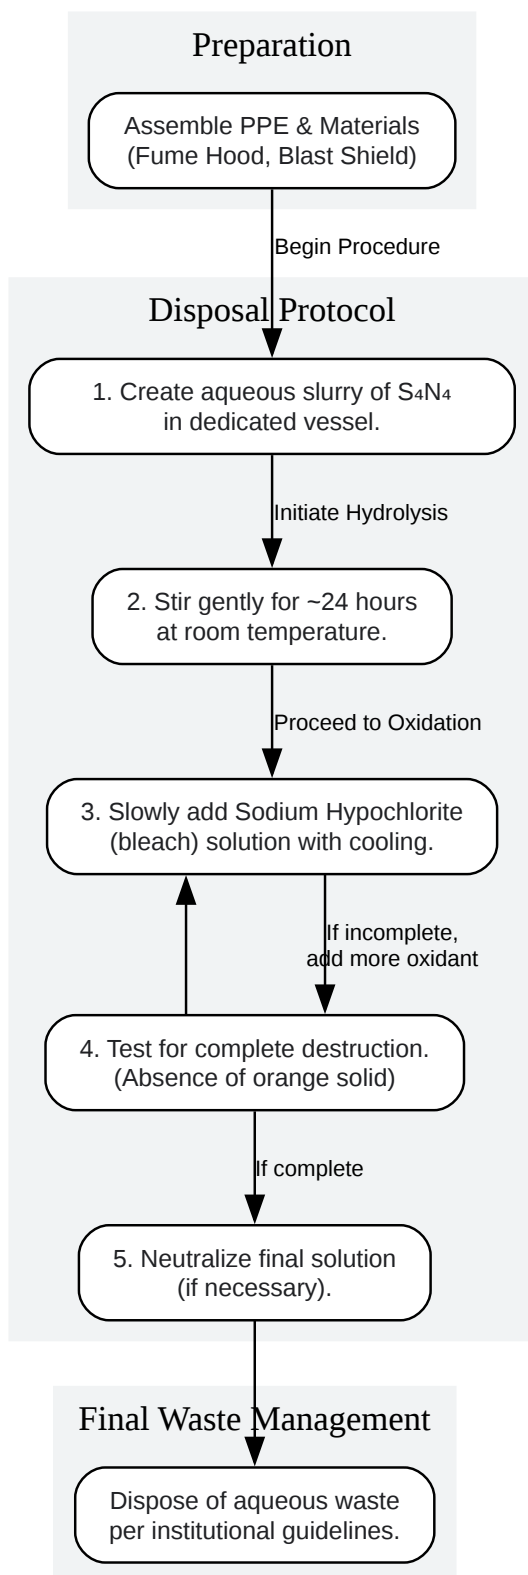 Preparation
Assemble PPE & Materials
(Fume Hood, Blast Shield)
Begin Procedure
Disposal Protocol
1. Create aqueous slurry of S₄N₄
in dedicated vessel.
Initiate Hydrolysis
2. Stir gently for ~24 hours
at room temperature.
Proceed to Oxidation
3. Slowly add Sodium Hypochlorite
(bleach) solution with cooling.
If incomplete,
add more oxidant
4. Test for complete destruction.
(Absence of orange solid)
If complete
5. Neutralize final solution
(if necessary).
Final Waste Management
Dispose of aqueous waste
per institutional guidelines.